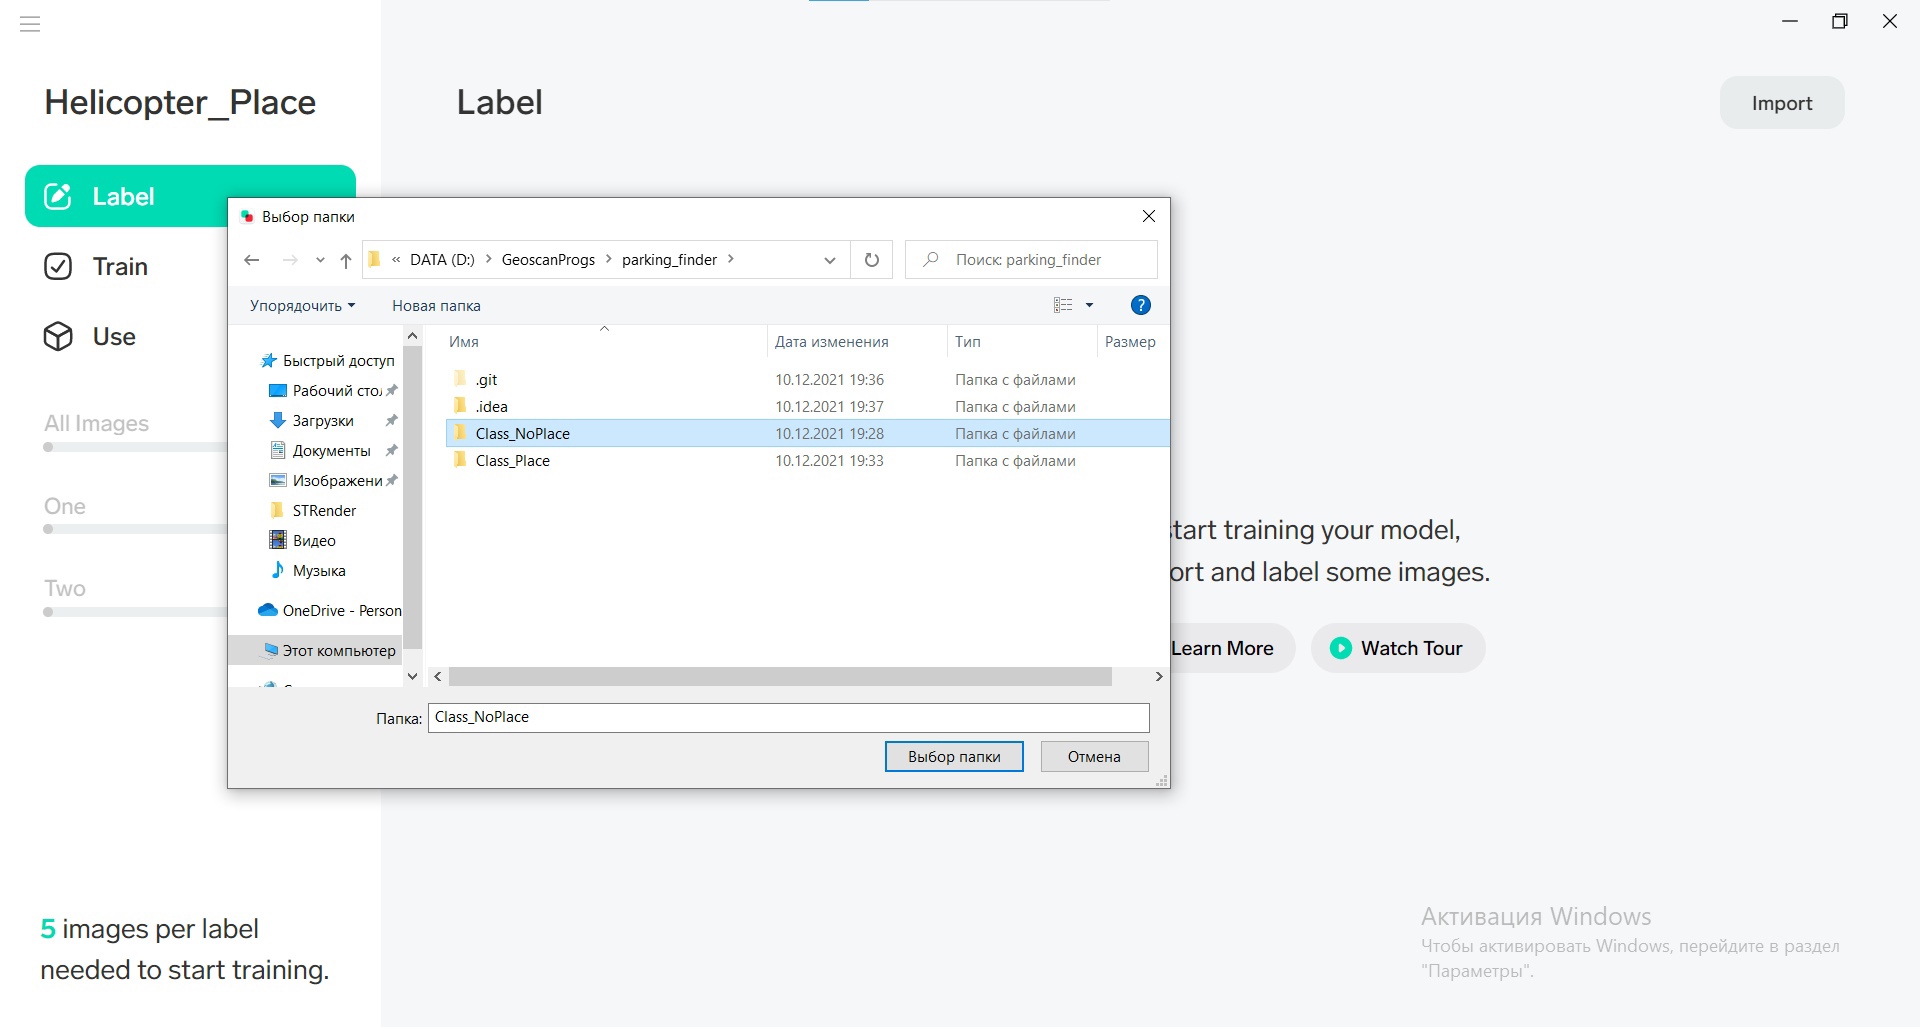 Helicopter_Place
Label
Import
Label
Train
Use
All Images
One
Two
5 images per label
needed to start training.
Выбор папки
« DATA (D:) > GeoscanProgs > parking_finder >
Поиск: parking_finder
Упорядочить
Новая папка
?
Имя
Дата изменения
Тип
Размер
Быстрый доступ
Рабочий стол
Загрузки
Документы
Изображени
STRender
Видео
Музыка
OneDrive - Person
Этот компьютер
.git 10.12.2021 19:36 Папка с файлами
.idea 10.12.2021 19:37 Папка с файлами
Class_NoPlace 10.12.2021 19:28 Папка с файлами
Class_Place 10.12.2021 19:33 Папка с файлами
Папка: Class_NoPlace
Выбор папки
Отмена
start training your model,
ort and label some images.
Learn More
Watch Tour
Активация Windows
Чтобы активировать Windows, перейдите в раздел
"Параметры".